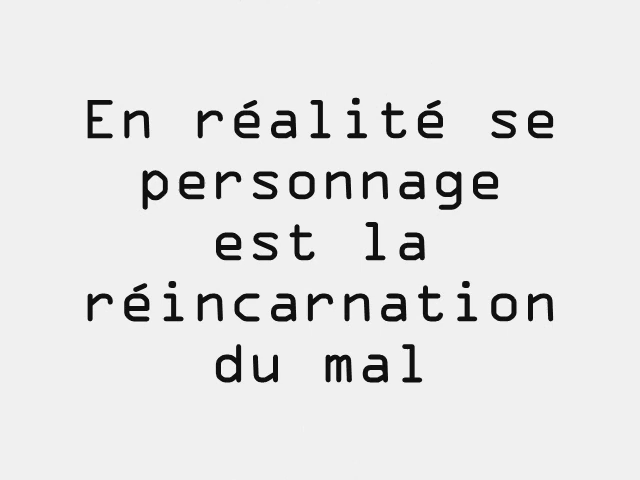 En réalité se
personnage
est la
réincarnation
du mal